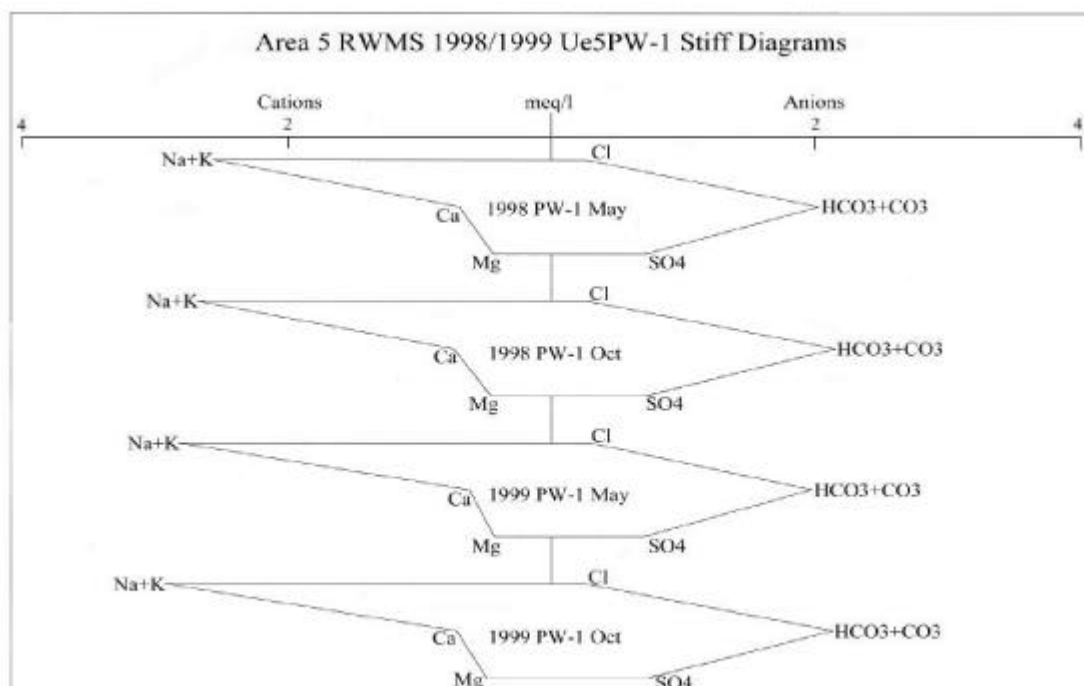 Area 5 RWMS 1998/1999 Ue5PW-1 Stiff Diagrams
Cations meq/l Anions
4 2 2 4
Na+K Cl
Ca 1998 PW-1 May HCO3+CO3
Mg SO4
Na+K Cl
Ca 1998 PW-1 Oct HCO3+CO3
Mg SO4
Na+K Cl
Ca 1999 PW-1 May HCO3+CO3
Mg SO4
Na+K Cl
Ca 1999 PW-1 Oct HCO3+CO3
Mg SO4